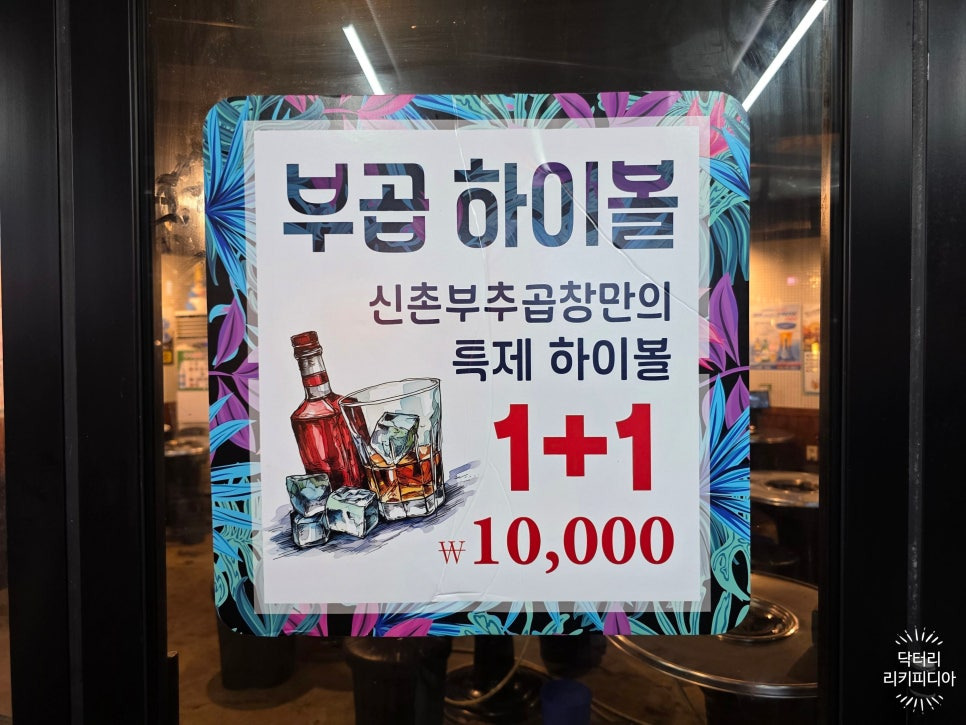 부곱 하이볼
신촌부추곱창만의
특제 하이볼
1+1
₩10,000
닥터리
리키피디아